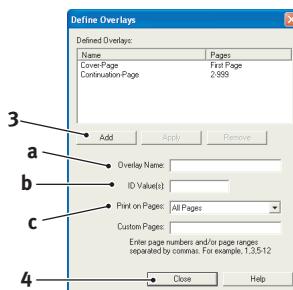 Define Overlays
Defined Overlays:
Name Pages
Cover-Page First Page
Continuation-Page 2-999
3
Add Apply Remove
a
Overlay Name:
b
ID Value(s):
c
Print on Pages: All Pages
Custom Pages:
Enter page numbers and/or page ranges
separated by commas. For example, 1,3,5-12
4
Close Help